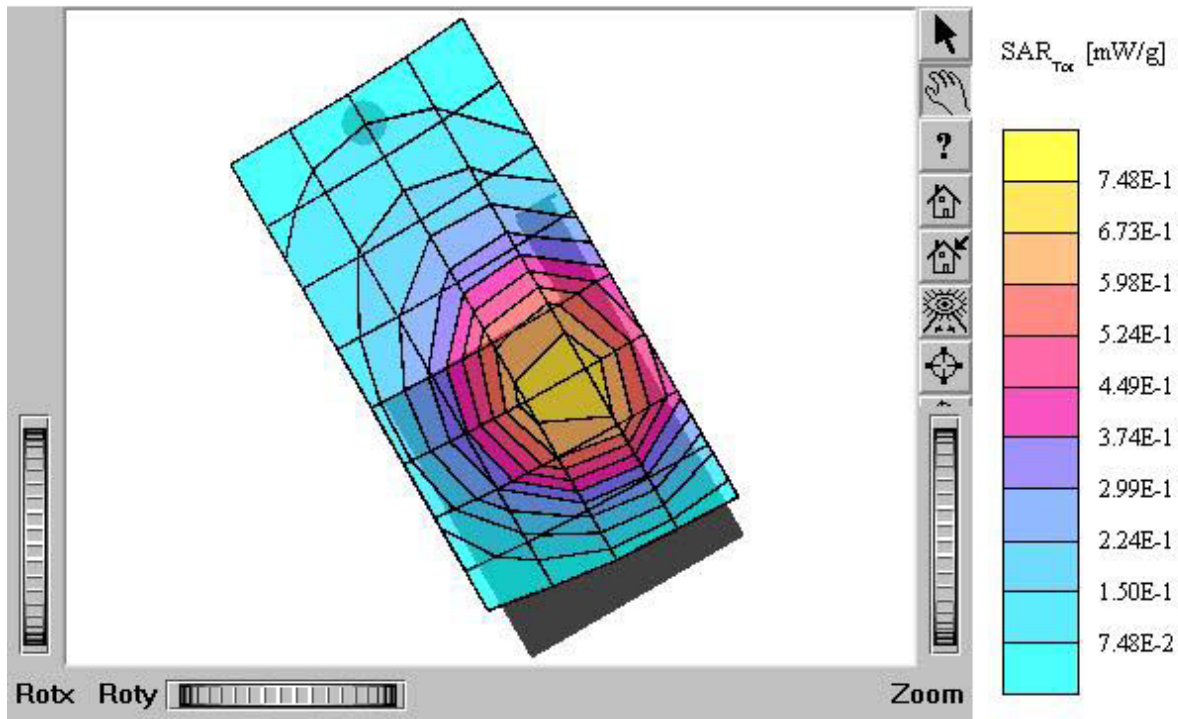 ?
Rotx Roty Zoom
SAR_Tot [mW/g]
7.48E-1
6.73E-1
5.98E-1
5.24E-1
4.49E-1
3.74E-1
2.99E-1
2.24E-1
1.50E-1
7.48E-2